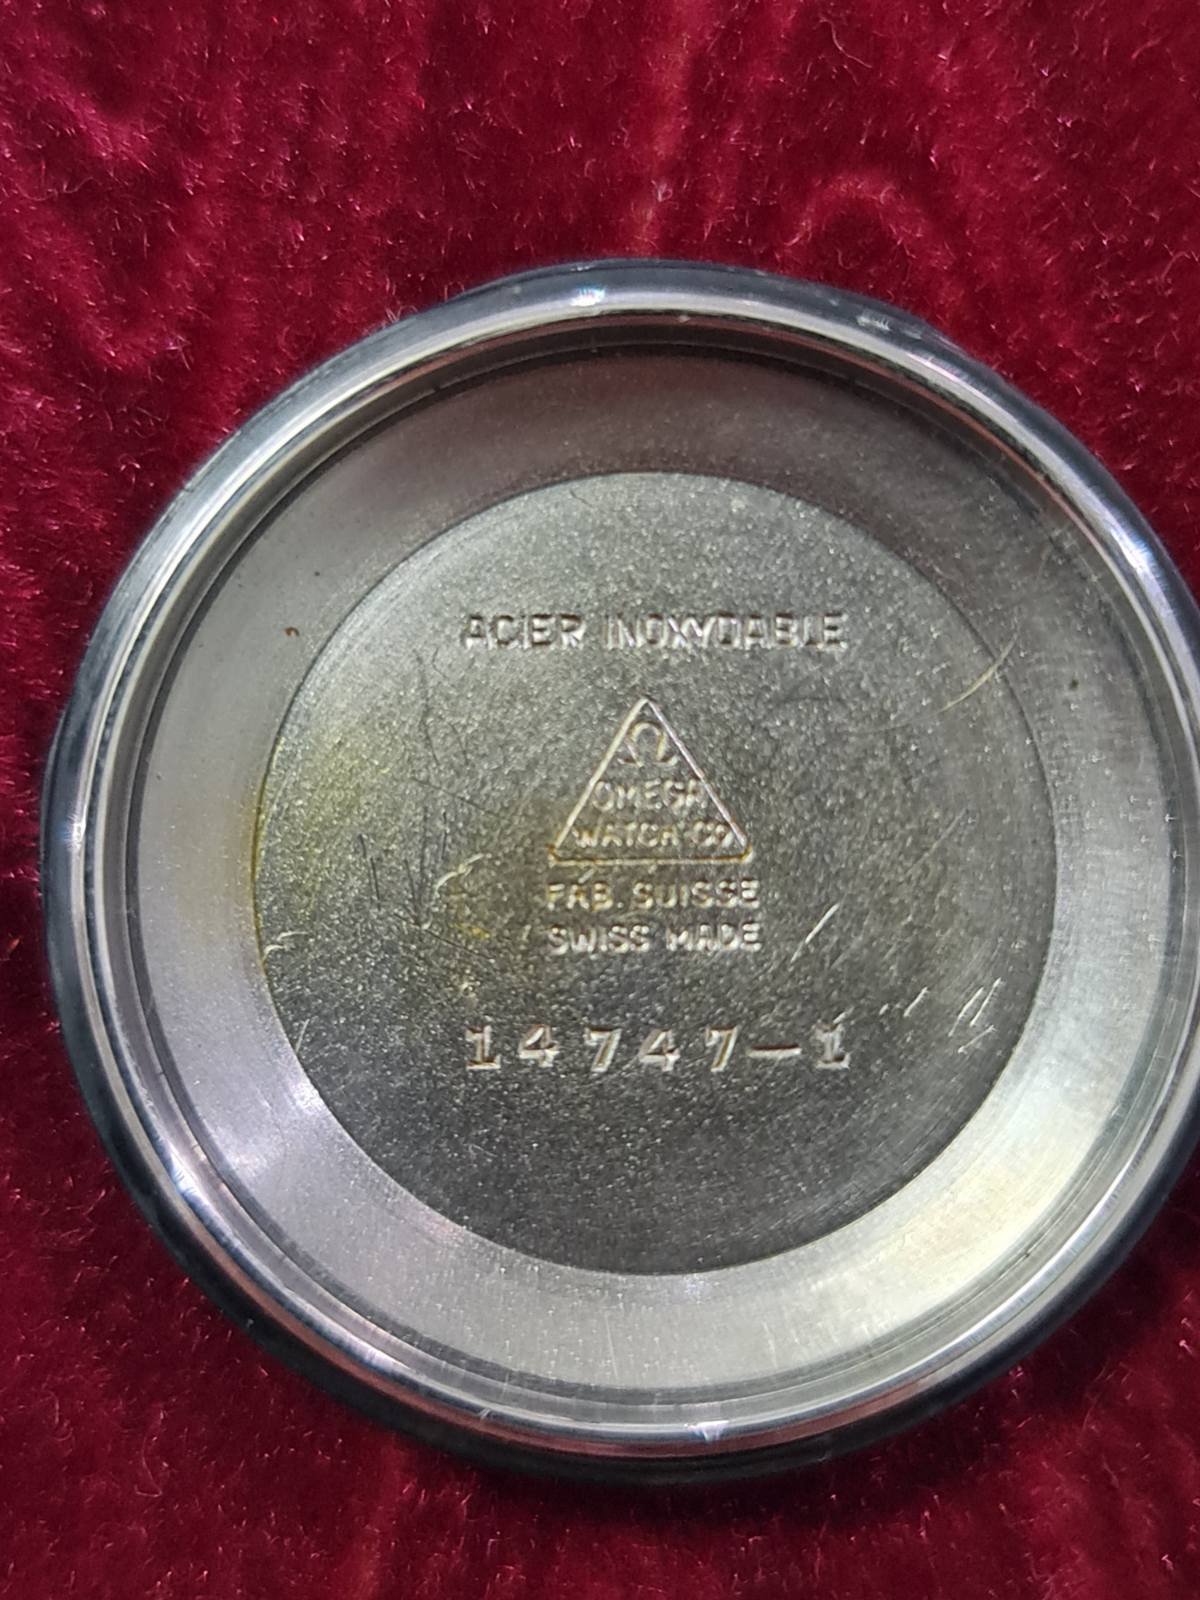 ACIER INOXYDABLE
Ω
OMEGA
WATCH Co
FAB. SUISSE
SWISS MADE
14747-1